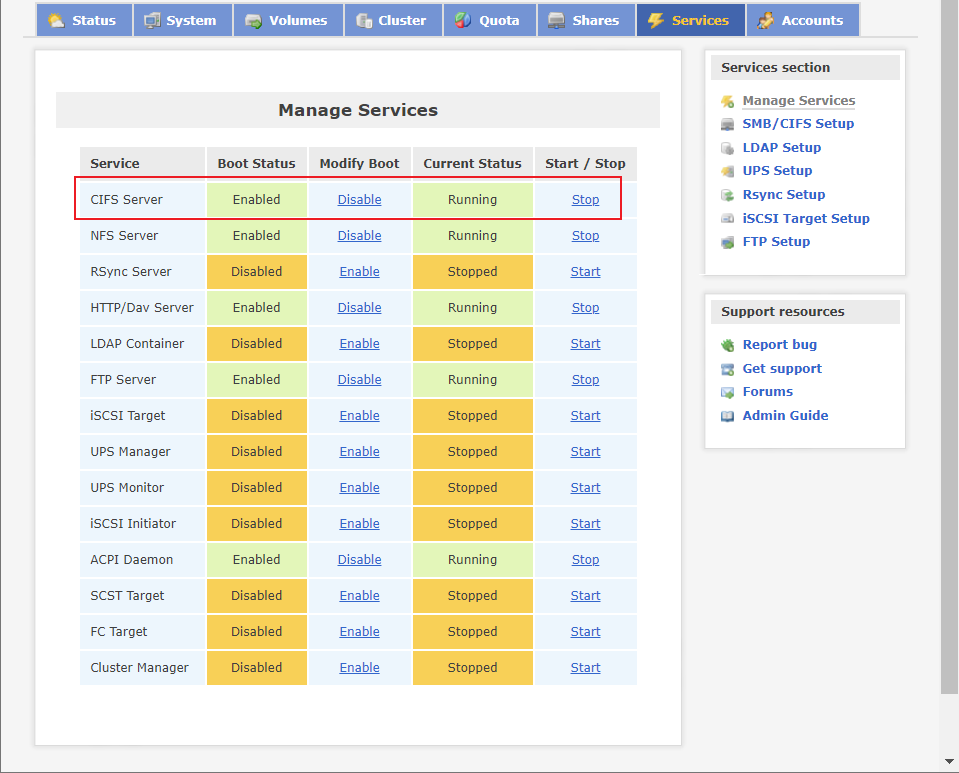 Status System Volumes Cluster Quota Shares Services Accounts
Manage Services
Service Boot Status Modify Boot Current Status Start / Stop
CIFS Server Enabled Disable Running Stop
NFS Server Enabled Disable Running Stop
RSync Server Disabled Enable Stopped Start
HTTP/Dav Server Enabled Disable Running Stop
LDAP Container Disabled Enable Stopped Start
FTP Server Enabled Disable Running Stop
iSCSI Target Disabled Enable Stopped Start
UPS Manager Disabled Enable Stopped Start
UPS Monitor Disabled Enable Stopped Start
iSCSI Initiator Disabled Enable Stopped Start
ACPI Daemon Enabled Disable Running Stop
SCST Target Disabled Enable Stopped Start
FC Target Disabled Enable Stopped Start
Cluster Manager Disabled Enable Stopped Start
Services section
Manage Services
SMB/CIFS Setup
LDAP Setup
UPS Setup
Rsync Setup
iSCSI Target Setup
FTP Setup
Support resources
Report bug
Get support
Forums
Admin Guide